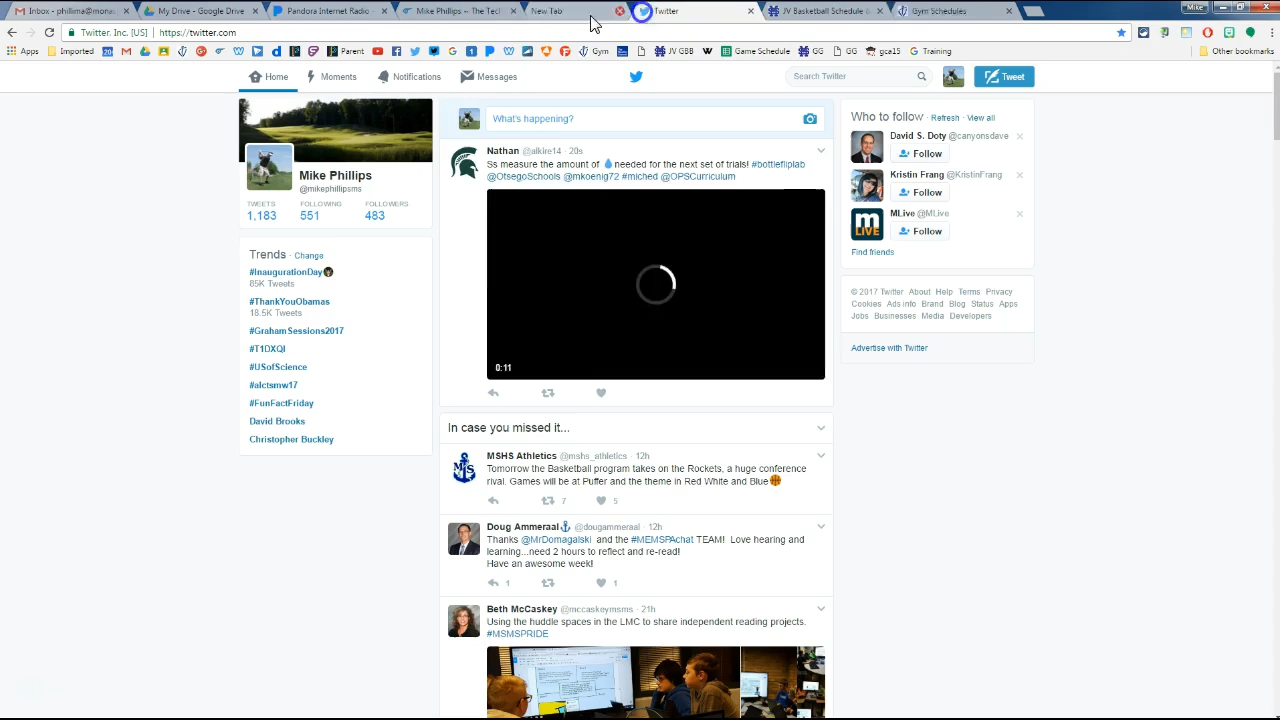 Inbox - phillima@monar
My Drive - Google Drive
Pandora Internet Radio -
Mike Phillips ~ The Tech
New Tab
Twitter
JV Basketball Schedule &
Gym Schedules
Mike
Twitter, Inc. [US] https://twitter.com
Apps Imported Parent Gym JV GBB Game Schedule GG DG gca15 Training Other bookmarks
Home Moments Notifications Messages Search Twitter Tweet
Mike Phillips
@mikephillipsms
TWEETS FOLLOWING FOLLOWERS
1,183 551 483
Trends · Change
#InaugurationDay
85K Tweets
#ThankYouObamas
18.5K Tweets
#GrahamSessions2017
#T1DXQI
#USofScience
#alctsmw17
#FunFactFriday
David Brooks
Christopher Buckley
What's happening?
Nathan @alkire14 · 20s
Ss measure the amount of needed for the next set of trials! #bottlefliplab
@OtsegoSchools @mkoenig72 #miched @OPSCurriculum
0:11
In case you missed it...
MSHS Athletics @mshs_athletics · 12h
Tomorrow the Basketball program takes on the Rockets, a huge conference
rival. Games will be at Puffer and the theme in Red White and Blue
7 5
Doug Ammeraal @dougammeraal · 12h
Thanks @MrDomagalski and the #MEMSPAchat TEAM! Love hearing and
learning...need 2 hours to reflect and re-read!
Have an awesome week!
1 1
Beth McCaskey @mccaskeymsms · 21h
Using the huddle spaces in the LMC to share independent reading projects.
#MSMSPRIDE
Who to follow · Refresh · View all
David S. Doty @canyonsdave
Follow
Kristin Frang @KristinFrang
Follow
MLive @MLive
Follow
Find friends
© 2017 Twitter About Help Terms Privacy
Cookies Ads info Brand Blog Status Apps
Jobs Businesses Media Developers
Advertise with Twitter